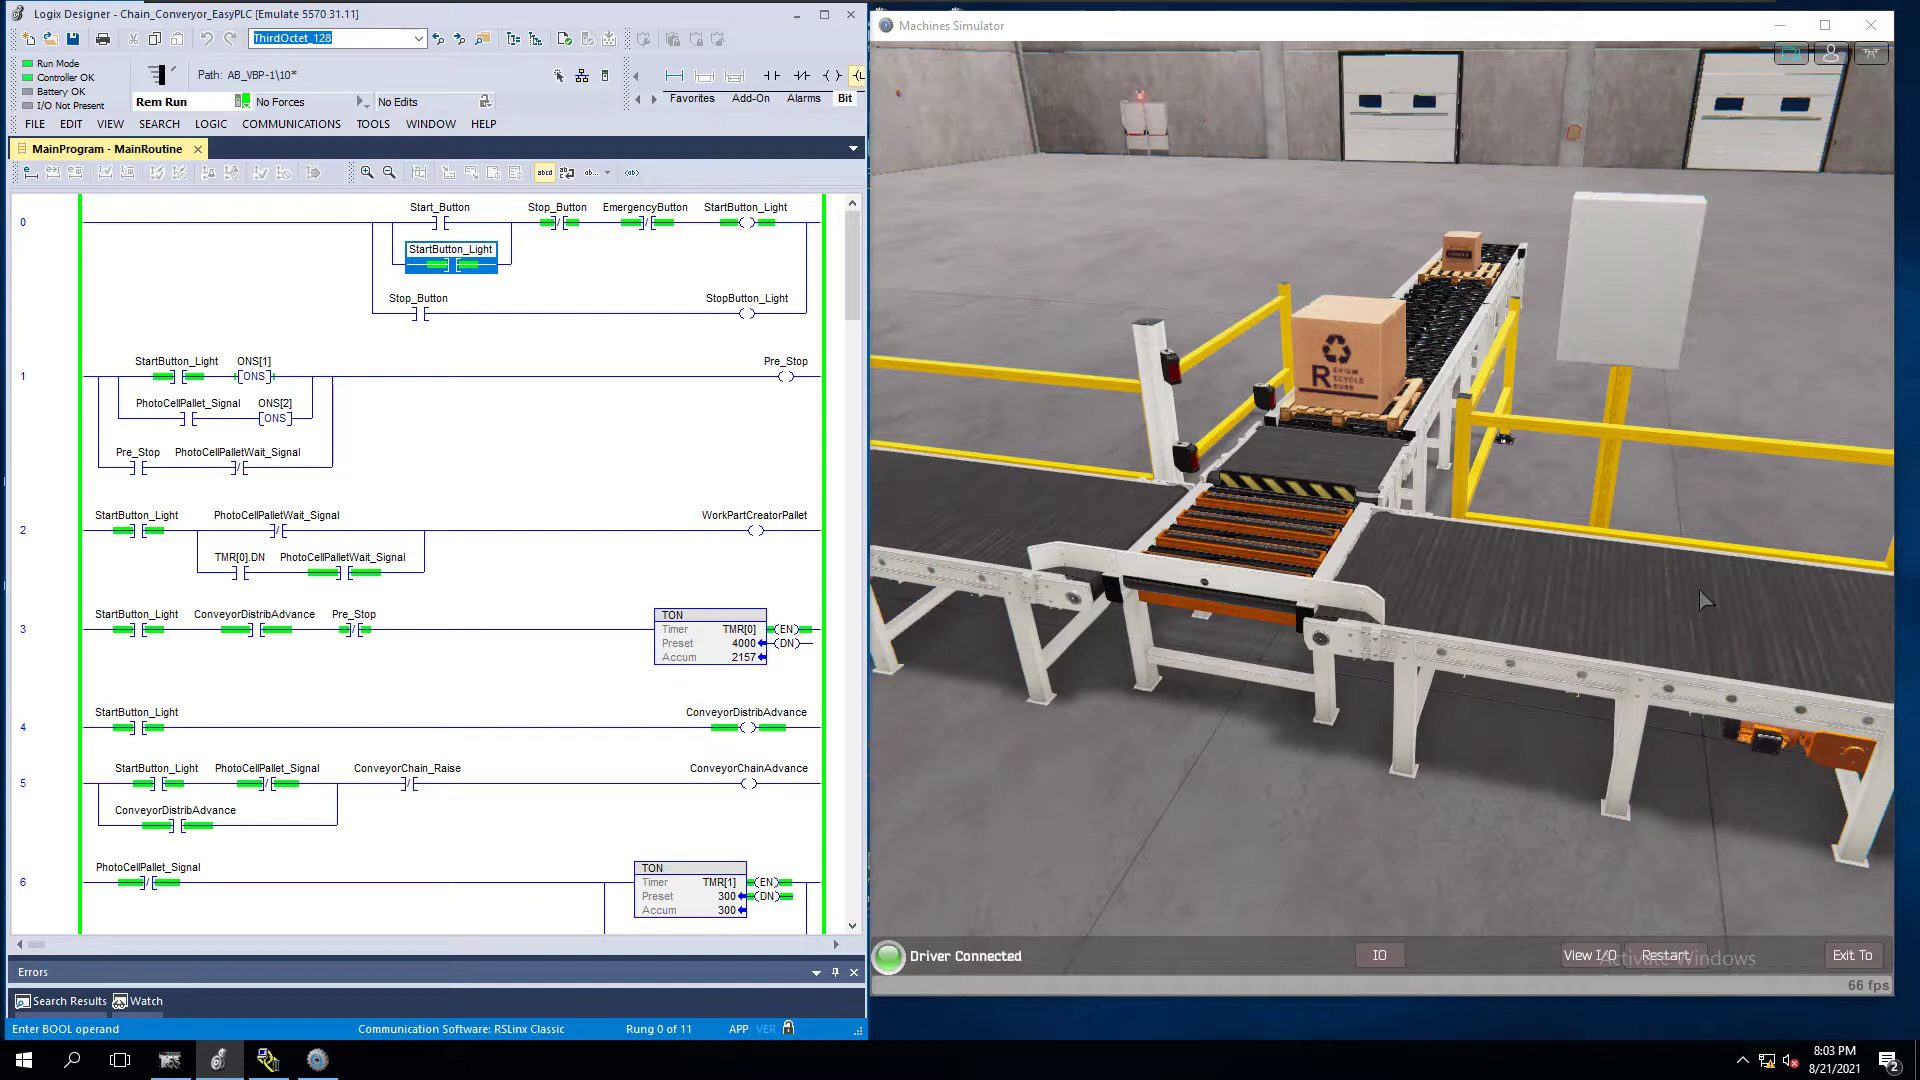 Logix Designer - Chain_Converyor_EasyPLC [Emulate 5570 31.11]
ThirdOctet_128
Run Mode
Controller OK
Battery OK
I/O Not Present
Path: AB_VBP-1\10*
Rem Run
No Forces
No Edits
Favorites Add-On Alarms Bit
FILE EDIT VIEW SEARCH LOGIC COMMUNICATIONS TOOLS WINDOW HELP
MainProgram - MainRoutine
0
Start_Button Stop_Button EmergencyButton StartButton_Light
StartButton_Light
Stop_Button StopButton_Light
1
StartButton_Light ONS[1] Pre_Stop
ONS
PhotoCellPallet_Signal ONS[2]
ONS
Pre_Stop PhotoCellPalletWait_Signal
2
StartButton_Light PhotoCellPalletWait_Signal WorkPartCreatorPallet
TMR[0].DN PhotoCellPalletWait_Signal
3
StartButton_Light ConveyorDistribAdvance Pre_Stop
TON
Timer TMR[0] EN
Preset 4000 DN
Accum 2157
4
StartButton_Light ConveyorDistribAdvance
5
StartButton_Light PhotoCellPallet_Signal ConveyorChain_Raise ConveyorChainAdvance
ConveyorDistribAdvance
6
PhotoCellPallet_Signal
TON
Timer TMR[1] EN
Preset 300 DN
Accum 300
Errors
Search Results Watch
Enter BOOL operand
Communication Software: RSLinx Classic
Rung 0 of 11
APP VER
Machines Simulator
REVIUM
RECYCLE
Driver Connected
IO
View I/O
Restart
Activate Windows
Exit To
66 fps
8:03 PM
8/21/2021
2